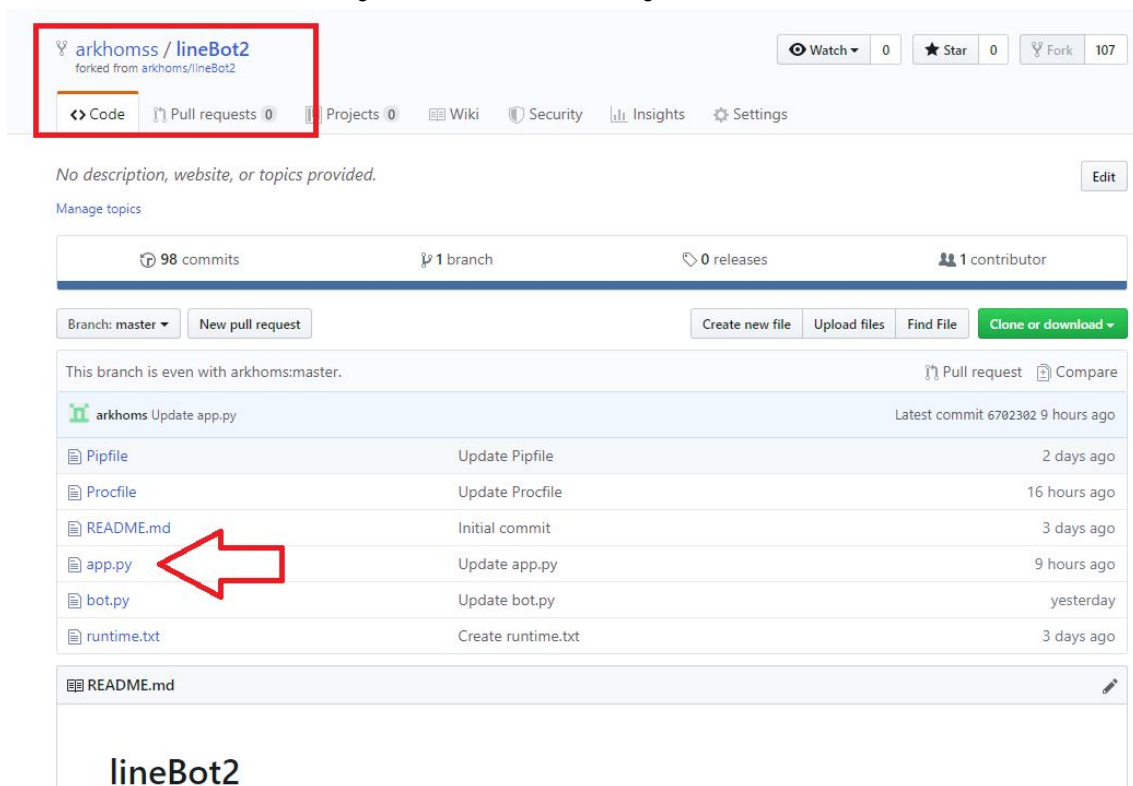 arkhomss / lineBot2
forked from arkhoms/lineBot2
Watch 0 Star 0 Fork 107
Code Pull requests 0 Projects 0 Wiki Security Insights Settings
No description, website, or topics provided. Edit
Manage topics
98 commits 1 branch 0 releases 1 contributor
Branch: master New pull request Create new file Upload files Find File Clone or download
This branch is even with arkhoms:master. Pull request Compare
arkhoms Update app.py Latest commit 6702302 9 hours ago
Pipfile Update Pipfile 2 days ago
Procfile Update Procfile 16 hours ago
README.md Initial commit 3 days ago
app.py Update app.py 9 hours ago
bot.py Update bot.py yesterday
runtime.txt Create runtime.txt 3 days ago
README.md
lineBot2